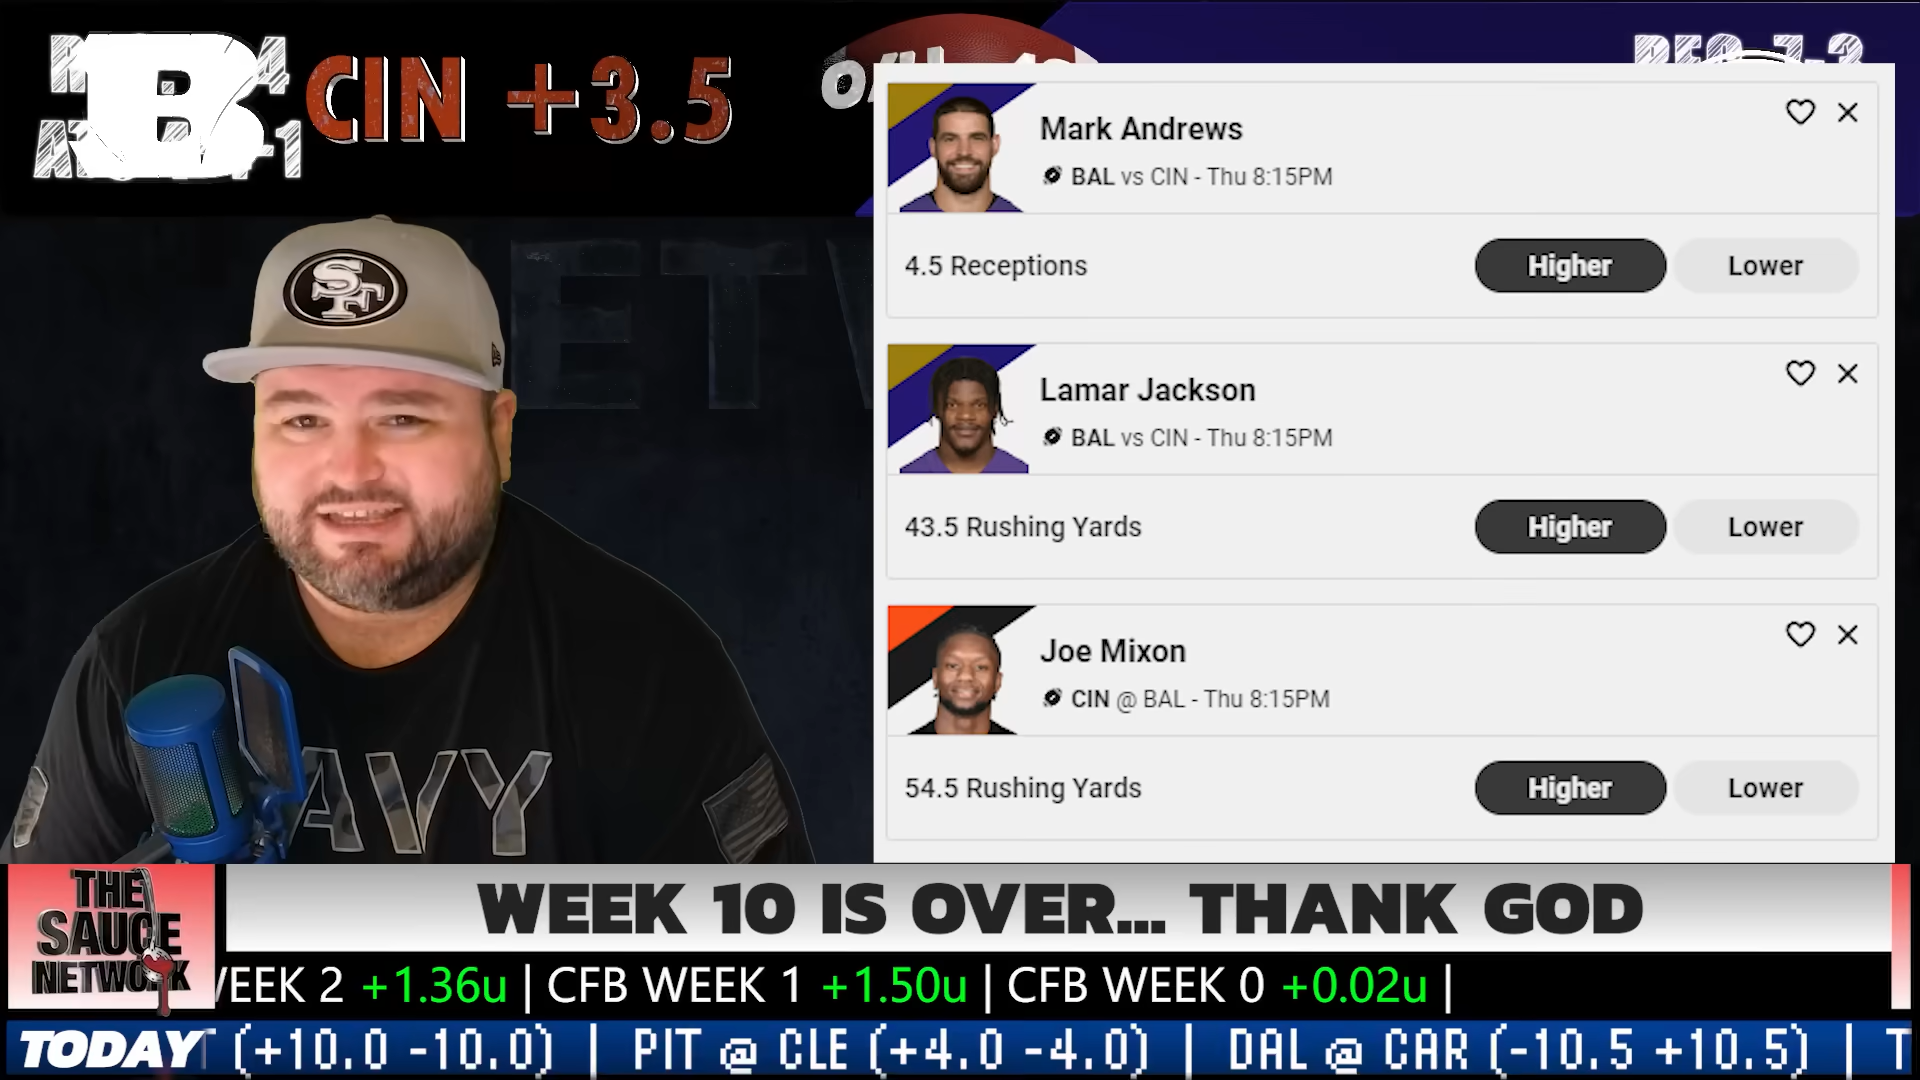 CIN +3.5
B
Mark Andrews
BAL vs CIN - Thu 8:15PM
4.5 Receptions
Higher
Lower
Lamar Jackson
BAL vs CIN - Thu 8:15PM
43.5 Rushing Yards
Higher
Lower
Joe Mixon
CIN @ BAL - Thu 8:15PM
54.5 Rushing Yards
Higher
Lower
SF
AVY
THE
SAUCE
NETWORK
WEEK 10 IS OVER... THANK GOD
WEEK 2 +1.36u | CFB WEEK 1 +1.50u | CFB WEEK 0 +0.02u |
TODAY (+10.0 -10.0) | PIT @ CLE (+4.0 -4.0) | DAL @ CAR (-10.5 +10.5) |